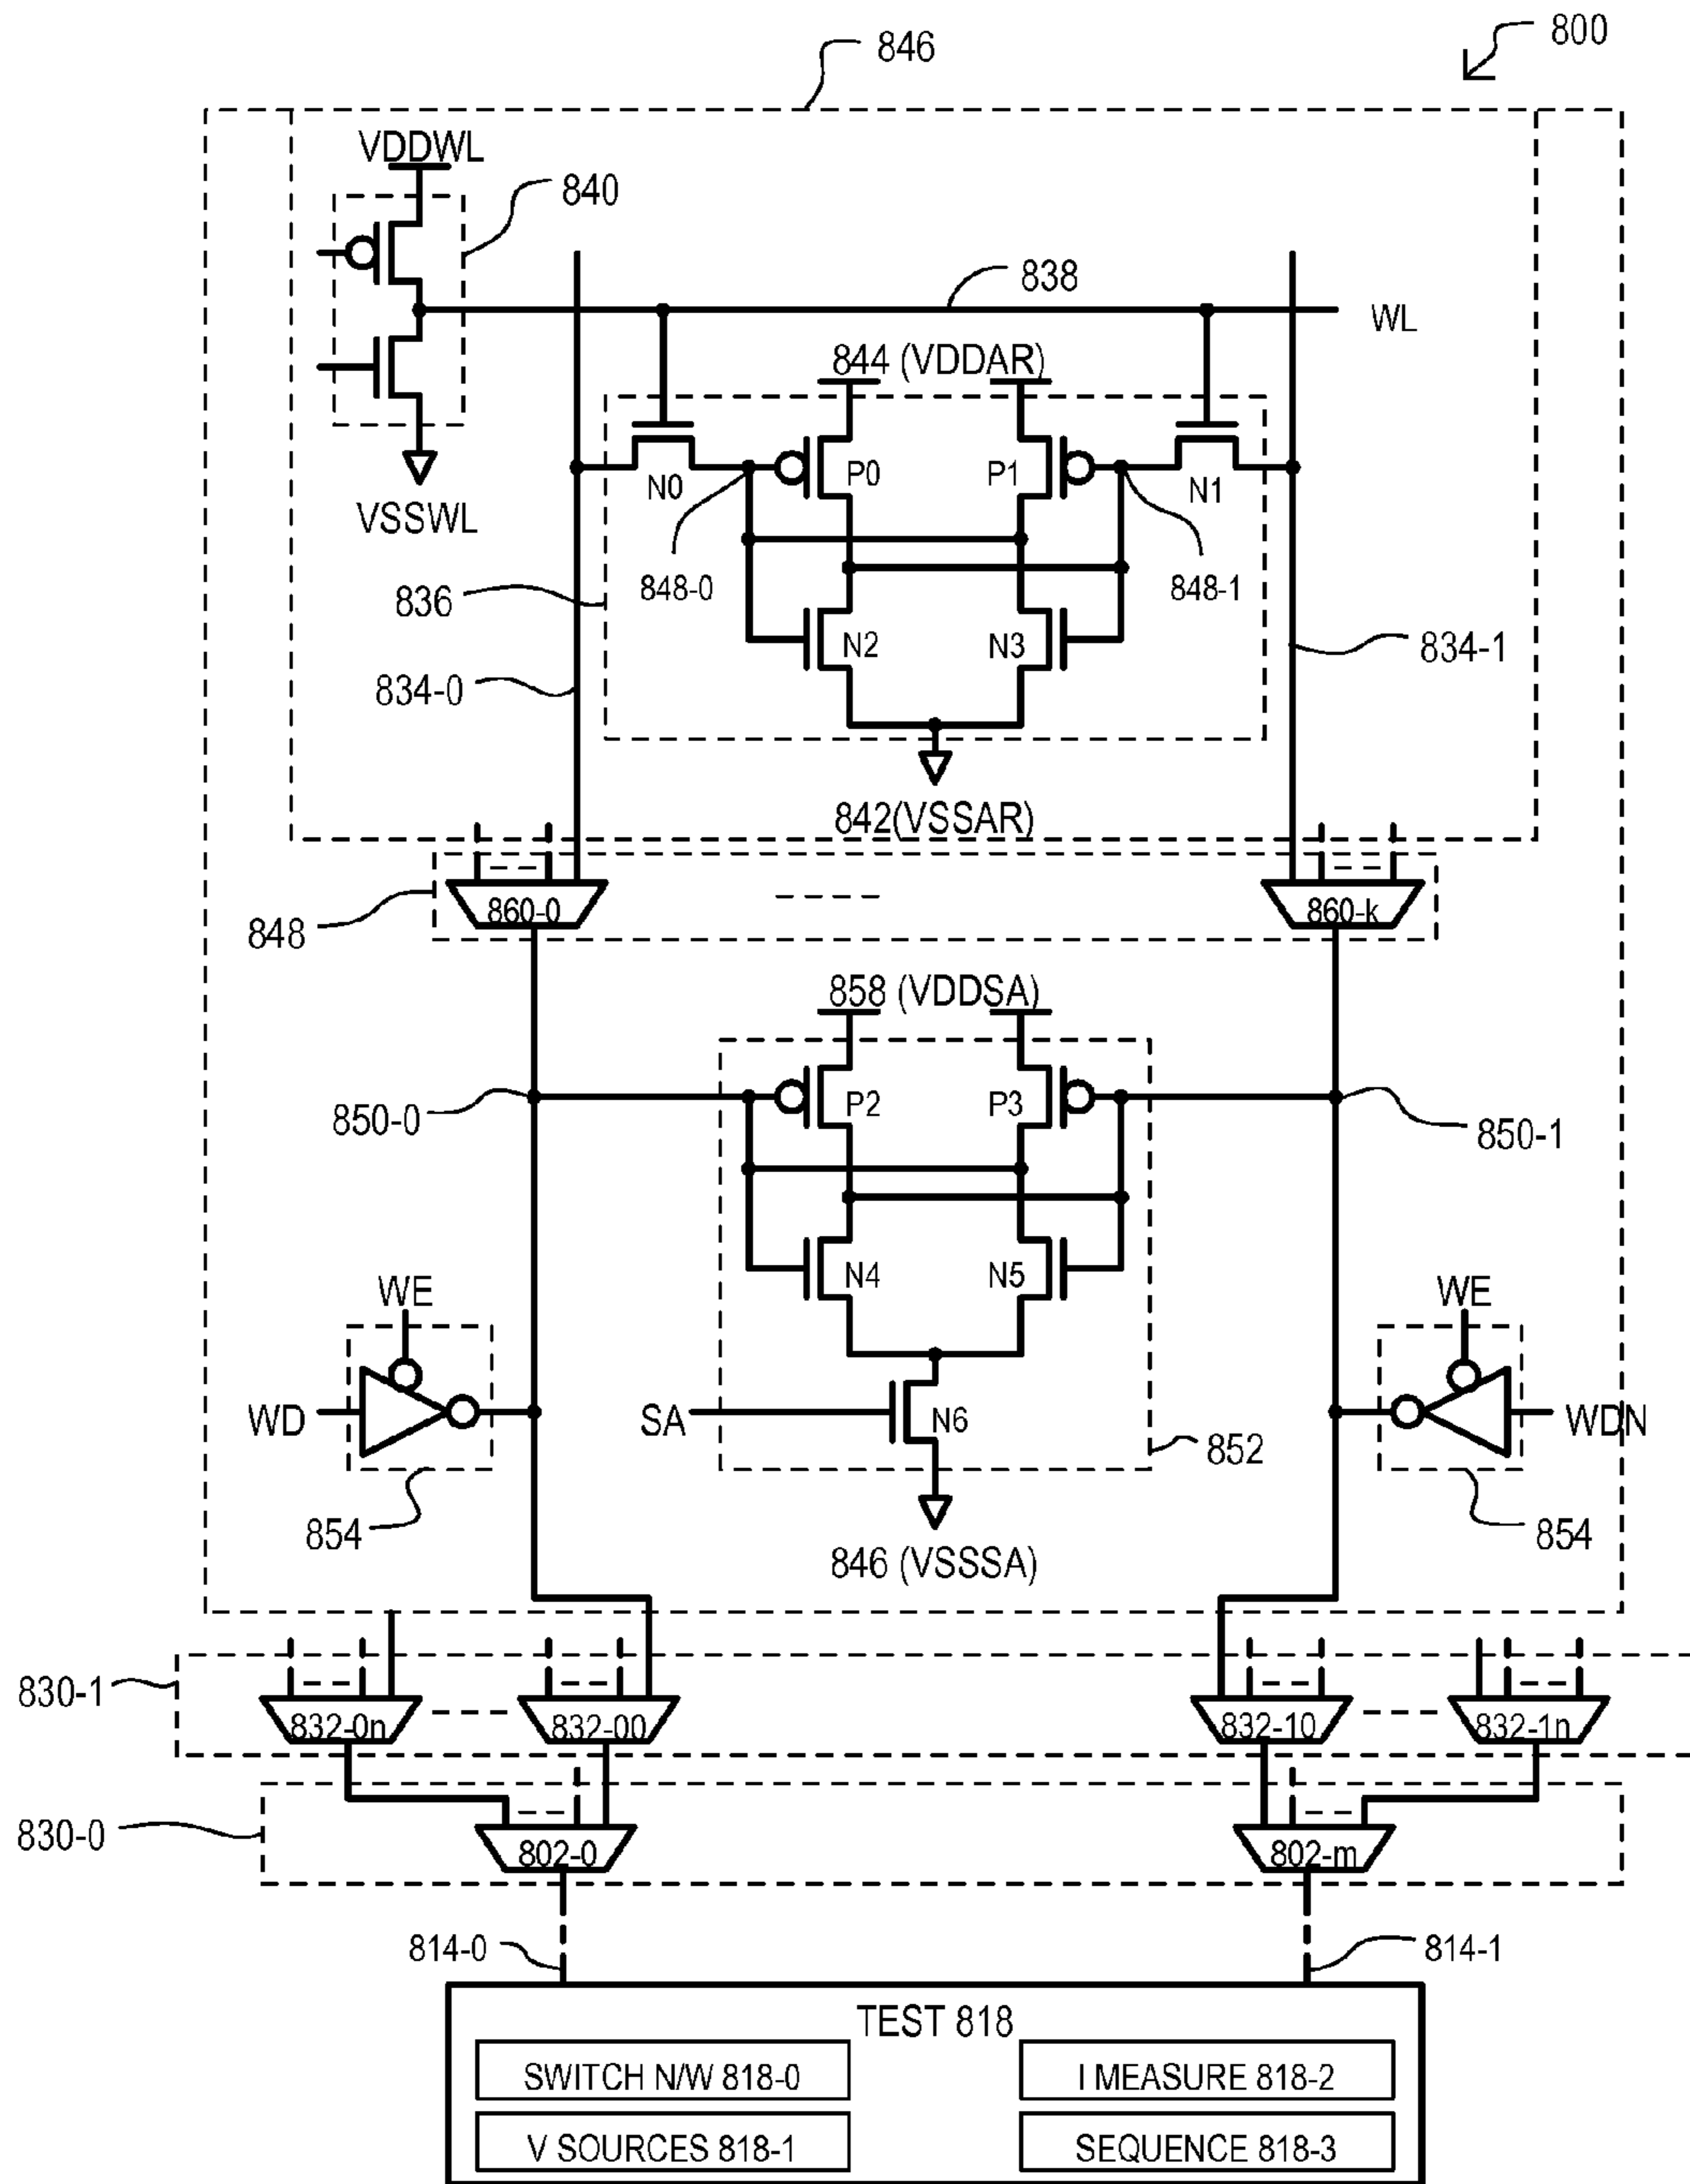 800
846
VDDWL
840
838
WL
844 (VDDAR)
P0
P1
N0
N1
VSSWL
848-0
848-1
836
N2
N3
834-1
834-0
842(VSSAR)
860-0
860-k
848
858 (VDDSA)
P2
P3
850-0
850-1
N4
N5
WE
WE
WD
SA
N6
WDN
852
854
854
846 (VSSSA)
830-1
832-0n
832-00
832-10
832-1n
830-0
802-0
802-m
814-0
814-1
TEST 818
SWITCH N/W 818-0
I MEASURE 818-2
V SOURCES 818-1
SEQUENCE 818-3